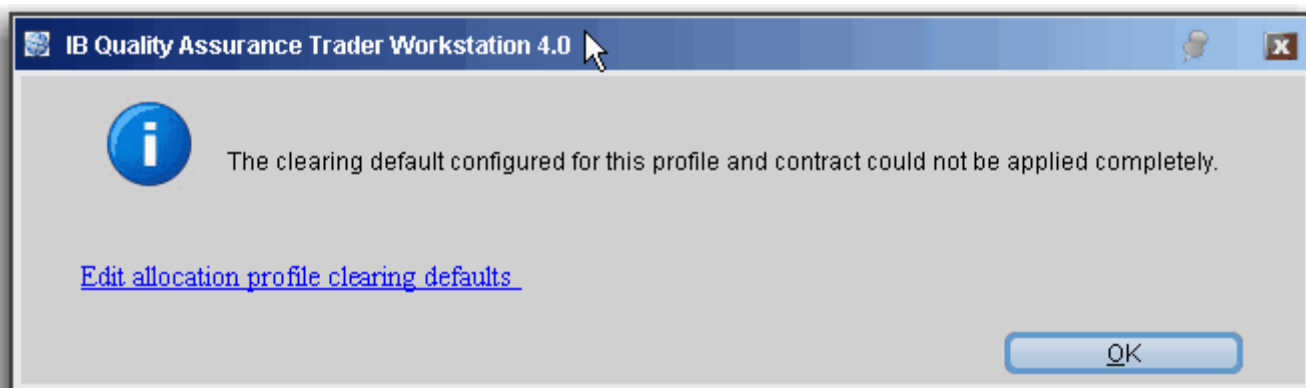 IB Quality Assurance Trader Workstation 4.0
The clearing default configured for this profile and contract could not be applied completely.
Edit allocation profile clearing defaults
OK